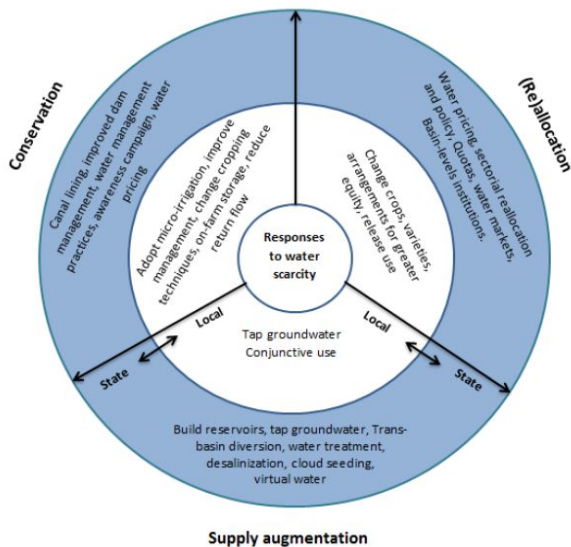 Conservation
(Re)allocation
Canal lining, improved dam
management, water management
practices, awareness campaign, water
pricing
Adopt micro-irrigation, improve
management, change cropping
techniques, on-farm storage, reduce
return flow
Water pricing, sectorial reallocation
and policy. Quotas, water markets,
Basin-levels institutions.
Change crops, varieties,
arrangements for greater
equity, release use
Responses
to water
scarcity
Local
State
Tap groundwater
Conjunctive use
Local
State
Build reservoirs, tap groundwater, Trans-
basin diversion, water treatment,
desalinization, cloud seeding,
virtual water
Supply augmentation